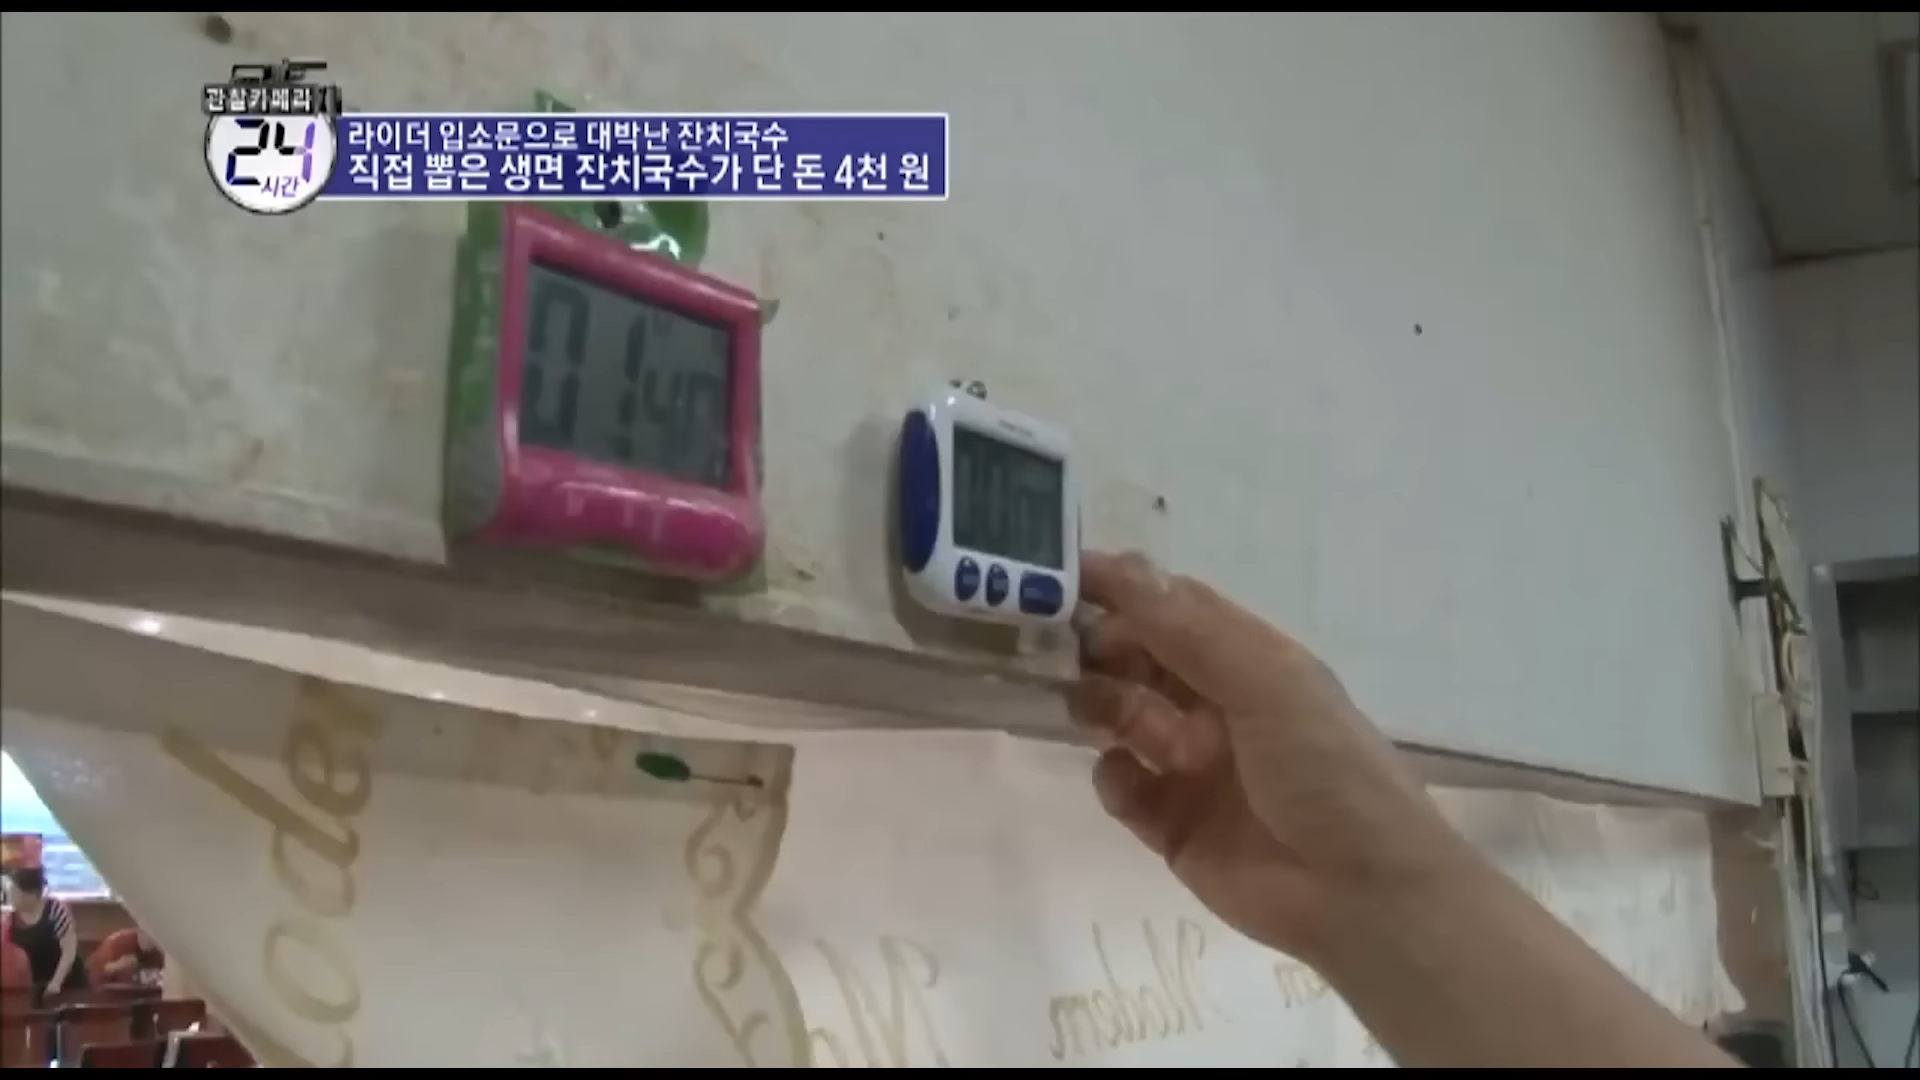 관찰카메라
24
시간
라이더 입소문으로 대박난 잔치국수
직접 뽑은 생면 잔치국수가 단 돈 4천 원
Modern